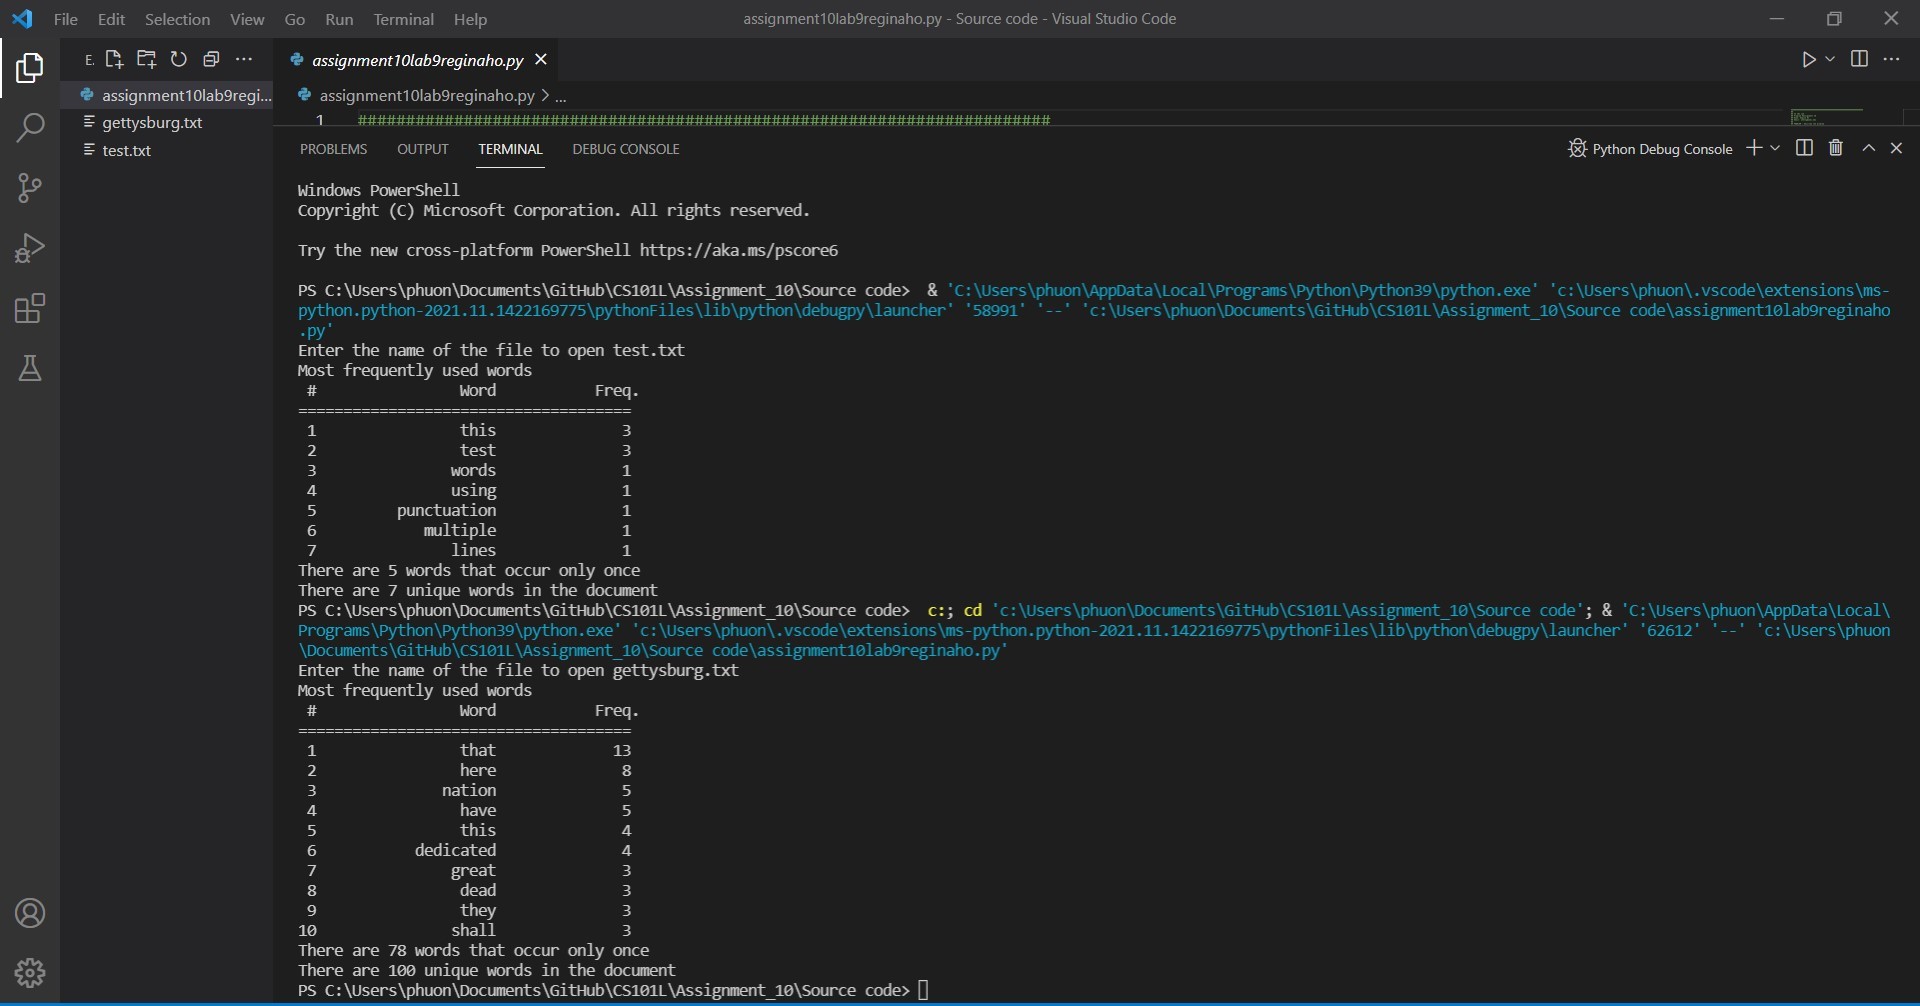 File Edit Selection View Go Run Terminal Help assignment10lab9reginaho.py - Source code - Visual Studio Code
E. ...
assignment10lab9reginaho.py
assignment10lab9regi...
assignment10lab9reginaho.py > ...
gettysburg.txt
test.txt
1 #############################################################################
PROBLEMS OUTPUT TERMINAL DEBUG CONSOLE Python Debug Console
Windows PowerShell
Copyright (C) Microsoft Corporation. All rights reserved.
Try the new cross-platform PowerShell https://aka.ms/pscore6
PS C:\Users\phuon\Documents\GitHub\CS101L\Assignment_10\Source code> & 'C:\Users\phuon\AppData\Local\Programs\Python\Python39\python.exe' 'c:\Users\phuon\.vscode\extensions\ms-
python.python-2021.11.1422169775\pythonFiles\lib\python\debugpy\launcher' '58991' '--' 'c:\Users\phuon\Documents\GitHub\CS101L\Assignment_10\Source code\assignment10lab9reginaho
.py'
Enter the name of the file to open test.txt
Most frequently used words
# Word Freq.
=====================================
1 this 3
2 test 3
3 words 1
4 using 1
5 punctuation 1
6 multiple 1
7 lines 1
There are 5 words that occur only once
There are 7 unique words in the document
PS C:\Users\phuon\Documents\GitHub\CS101L\Assignment_10\Source code> c:; cd 'c:\Users\phuon\Documents\GitHub\CS101L\Assignment_10\Source code'; & 'C:\Users\phuon\AppData\Local\
Programs\Python\Python39\python.exe' 'c:\Users\phuon\.vscode\extensions\ms-python.python-2021.11.1422169775\pythonFiles\lib\python\debugpy\launcher' '62612' '--' 'c:\Users\phuon
\Documents\GitHub\CS101L\Assignment_10\Source code\assignment10lab9reginaho.py'
Enter the name of the file to open gettysburg.txt
Most frequently used words
# Word Freq.
=====================================
1 that 13
2 here 8
3 nation 5
4 have 5
5 this 4
6 dedicated 4
7 great 3
8 dead 3
9 they 3
10 shall 3
There are 78 words that occur only once
There are 100 unique words in the document
PS C:\Users\phuon\Documents\GitHub\CS101L\Assignment_10\Source code>